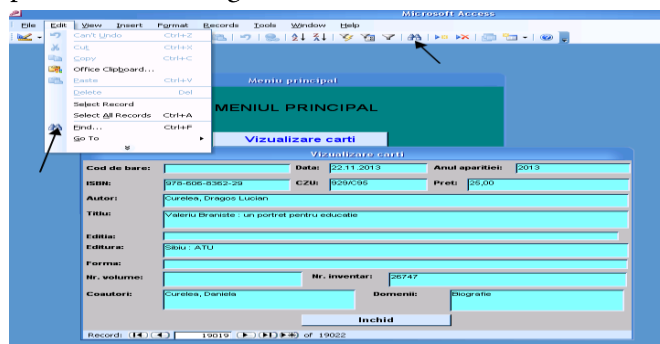 Microsoft Access
File Edit View Insert Format Records Tools Window Help
Can't Undo Ctrl+Z
Cut Ctrl+X
Copy Ctrl+C
Office Clipboard...
Paste Ctrl+V
Delete Del
Select Record
Select All Records Ctrl+A
Find... Ctrl+F
Go To
Meniu principal
MENIUL PRINCIPAL
Vizualizare carti
Vizualizare carti
Cod de bare: Data: 22.11.2013 Anul aparitiei: 2013
ISBN: 978-606-8362-29 CZU: 929/C95 Pret: 25,00
Autor: Curelea, Dragos Lucian
Titlu: Valeriu Braniste : un portret pentru educatie
Editia:
Editura: Sibiu : ATU
Forma:
Nr. volume: Nr. inventar: 26747
Coautori: Curelea, Daniela Domenii: Biografie
Inchid
Record: 19019 of 19022